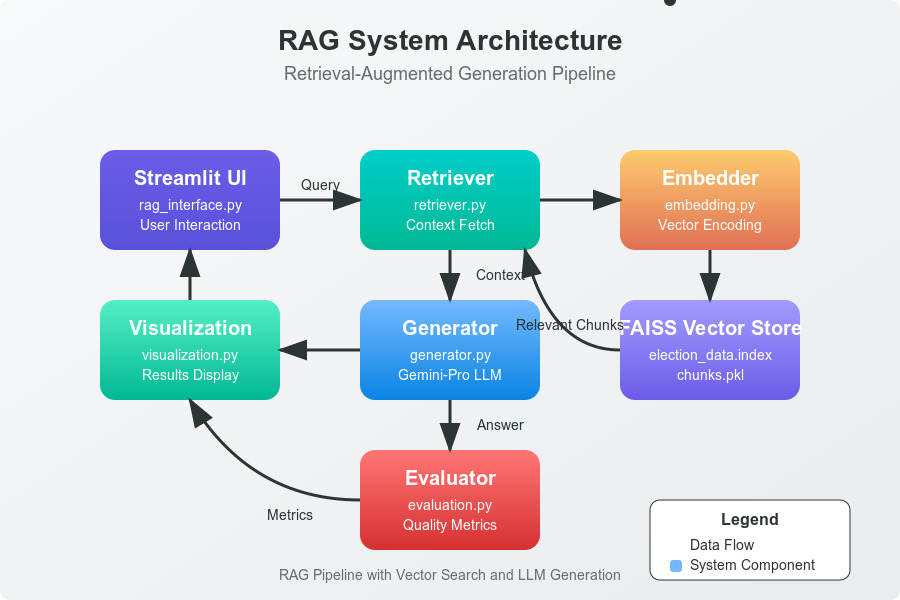 RAG System Architecture
Retrieval-Augmented Generation Pipeline
Streamlit UI
rag_interface.py
User Interaction
Query
Retriever
retriever.py
Context Fetch
Embedder
embedding.py
Vector Encoding
Context
Relevant Chunks
Visualization
visualization.py
Results Display
Generator
generator.py
Gemini-Pro LLM
FAISS Vector Store
election_data.index
chunks.pkl
Answer
Evaluator
evaluation.py
Quality Metrics
Metrics
Legend
Data Flow
System Component
RAG Pipeline with Vector Search and LLM Generation